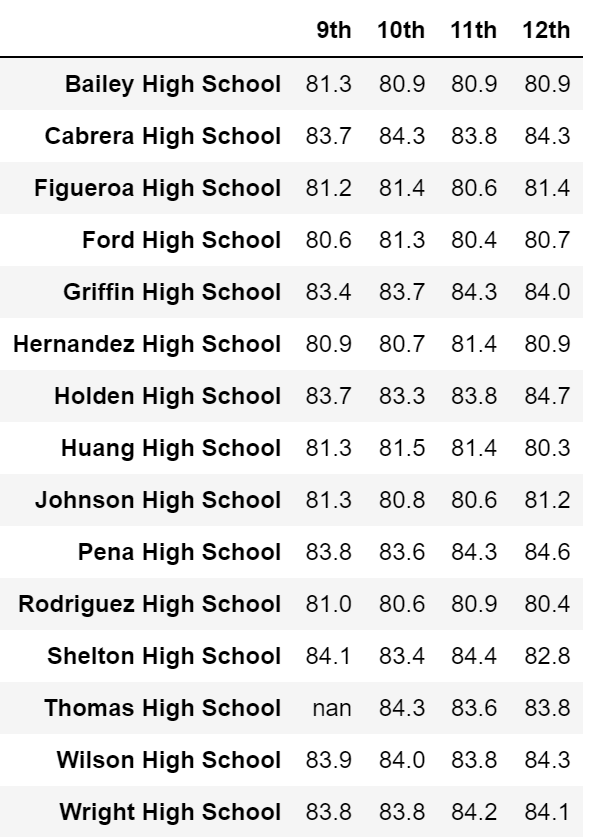 9th 10th 11th 12th
Bailey High School 81.3 80.9 80.9 80.9
Cabrera High School 83.7 84.3 83.8 84.3
Figueroa High School 81.2 81.4 80.6 81.4
Ford High School 80.6 81.3 80.4 80.7
Griffin High School 83.4 83.7 84.3 84.0
Hernandez High School 80.9 80.7 81.4 80.9
Holden High School 83.7 83.3 83.8 84.7
Huang High School 81.3 81.5 81.4 80.3
Johnson High School 81.3 80.8 80.6 81.2
Pena High School 83.8 83.6 84.3 84.6
Rodriguez High School 81.0 80.6 80.9 80.4
Shelton High School 84.1 83.4 84.4 82.8
Thomas High School nan 84.3 83.6 83.8
Wilson High School 83.9 84.0 83.8 84.3
Wright High School 83.8 83.8 84.2 84.1